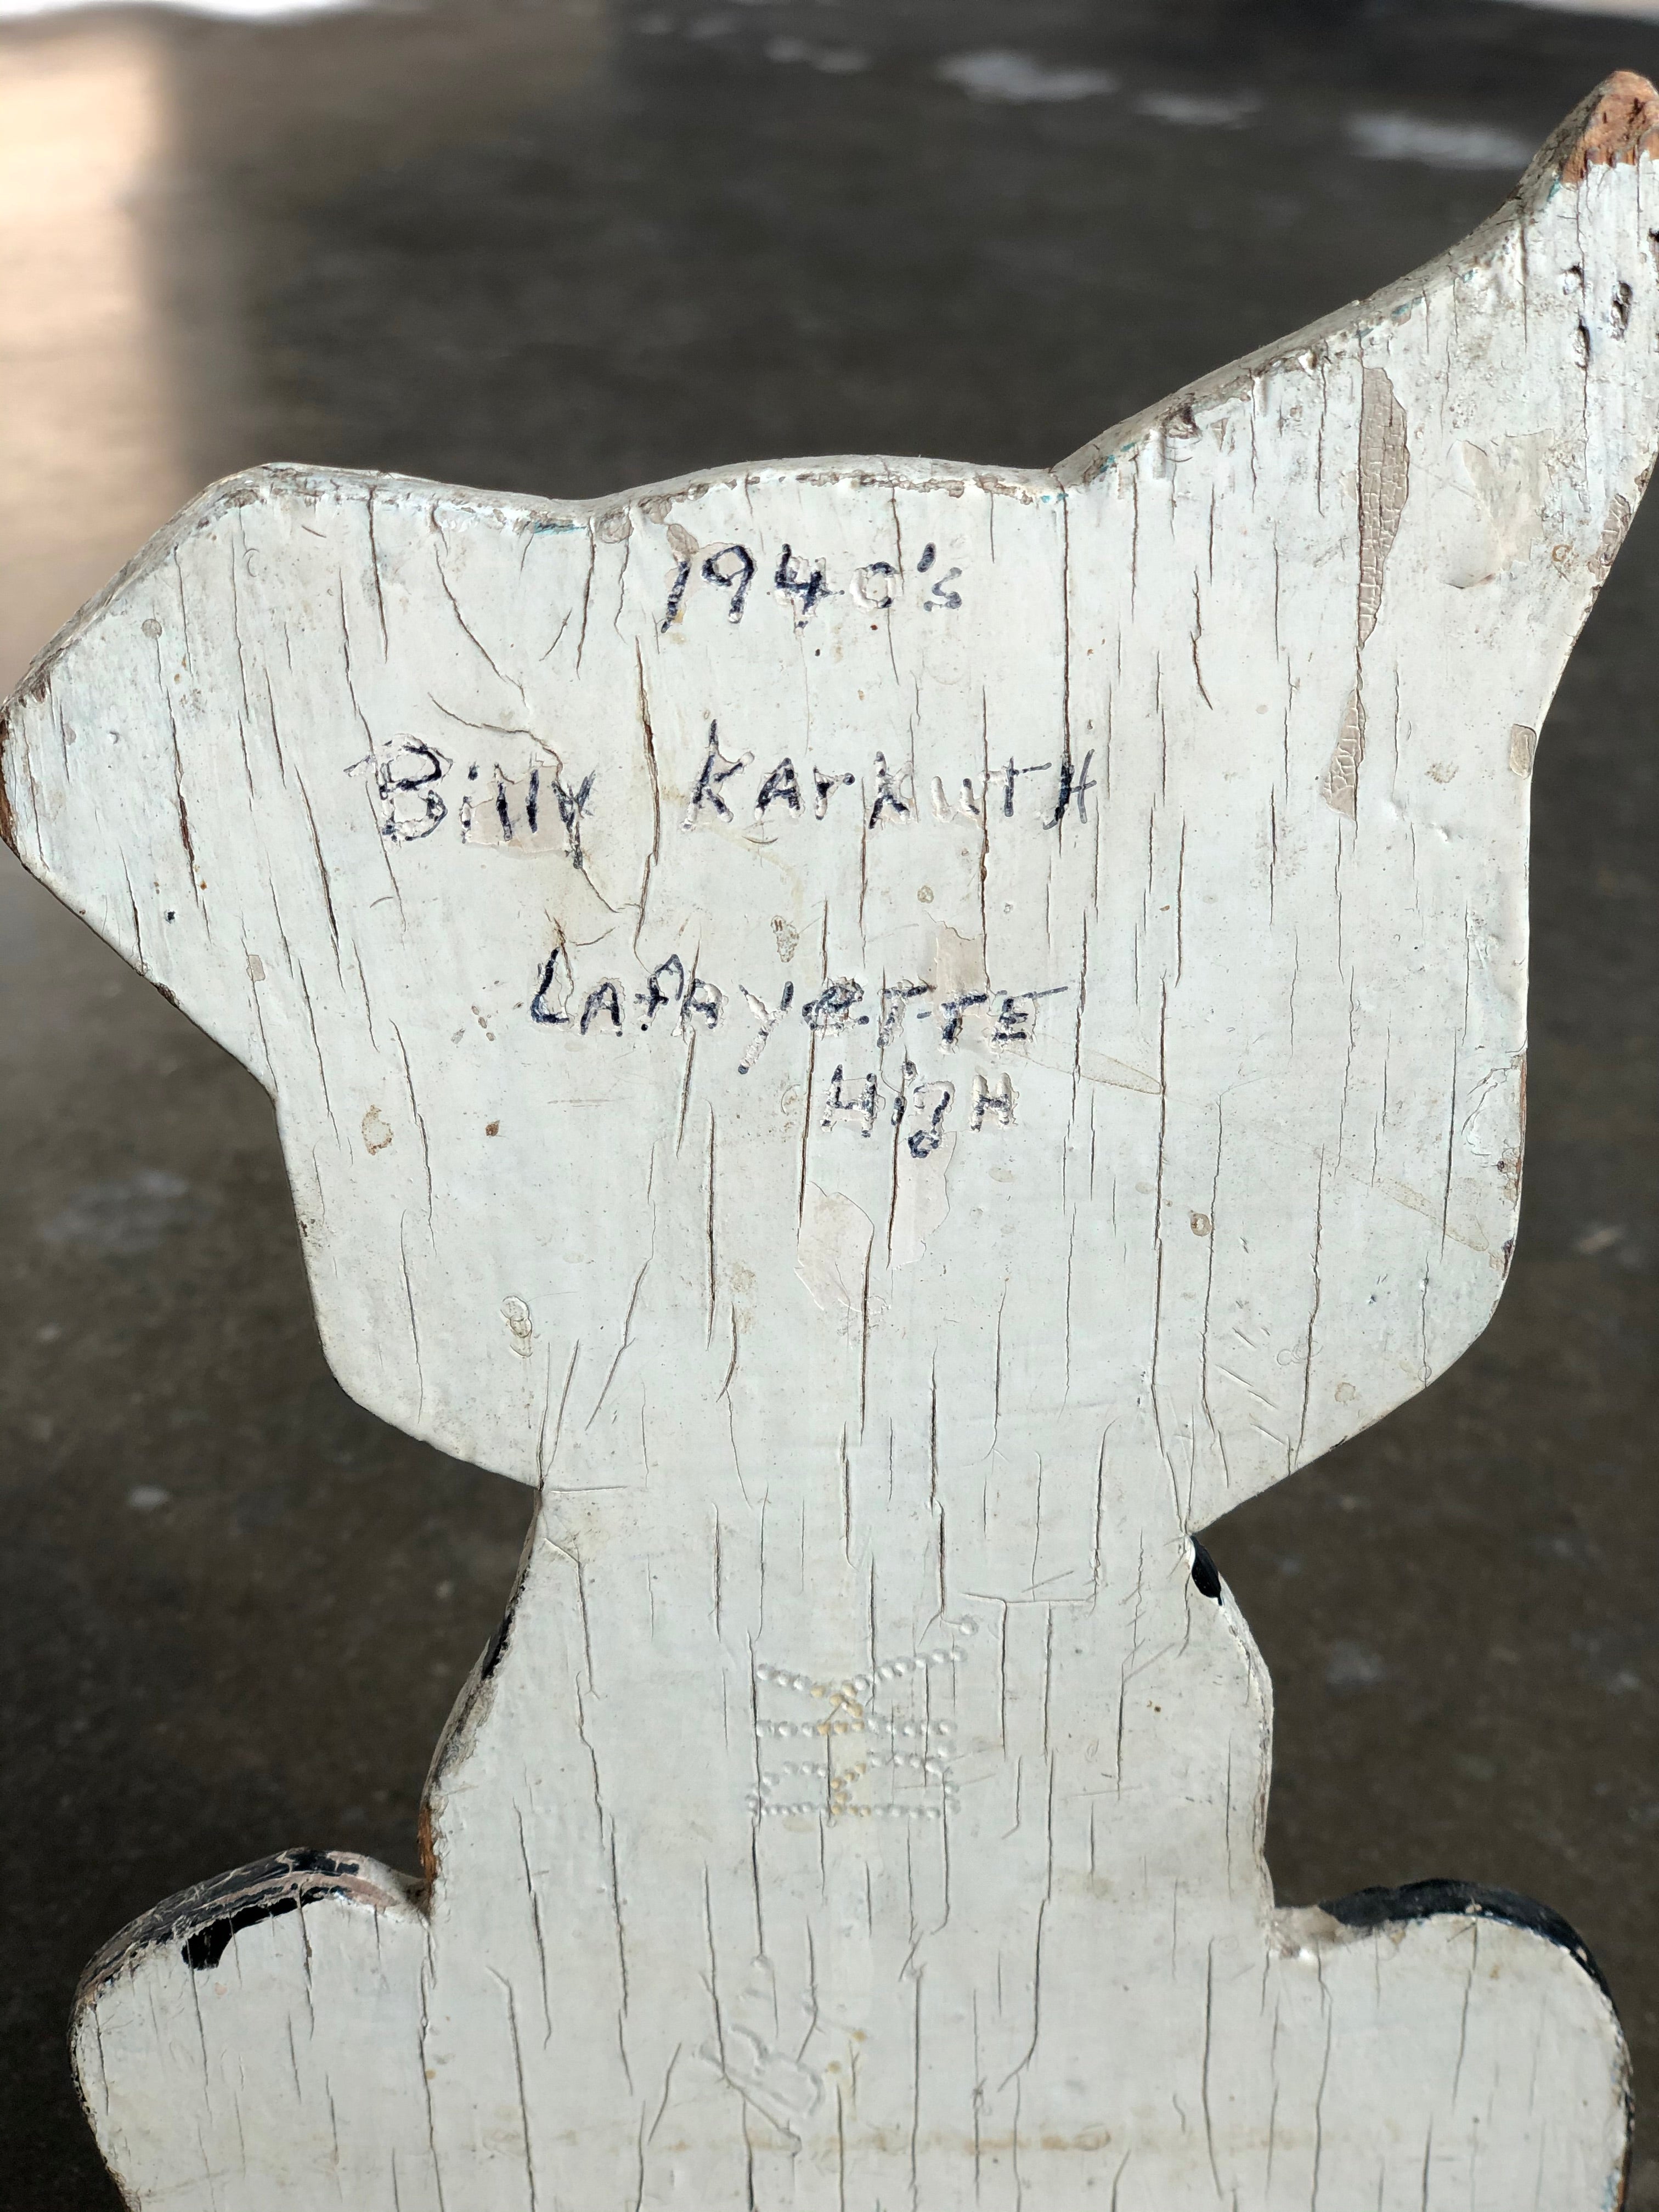 1940's
Billy KArKuTH
LAfAyeTTE
HigH